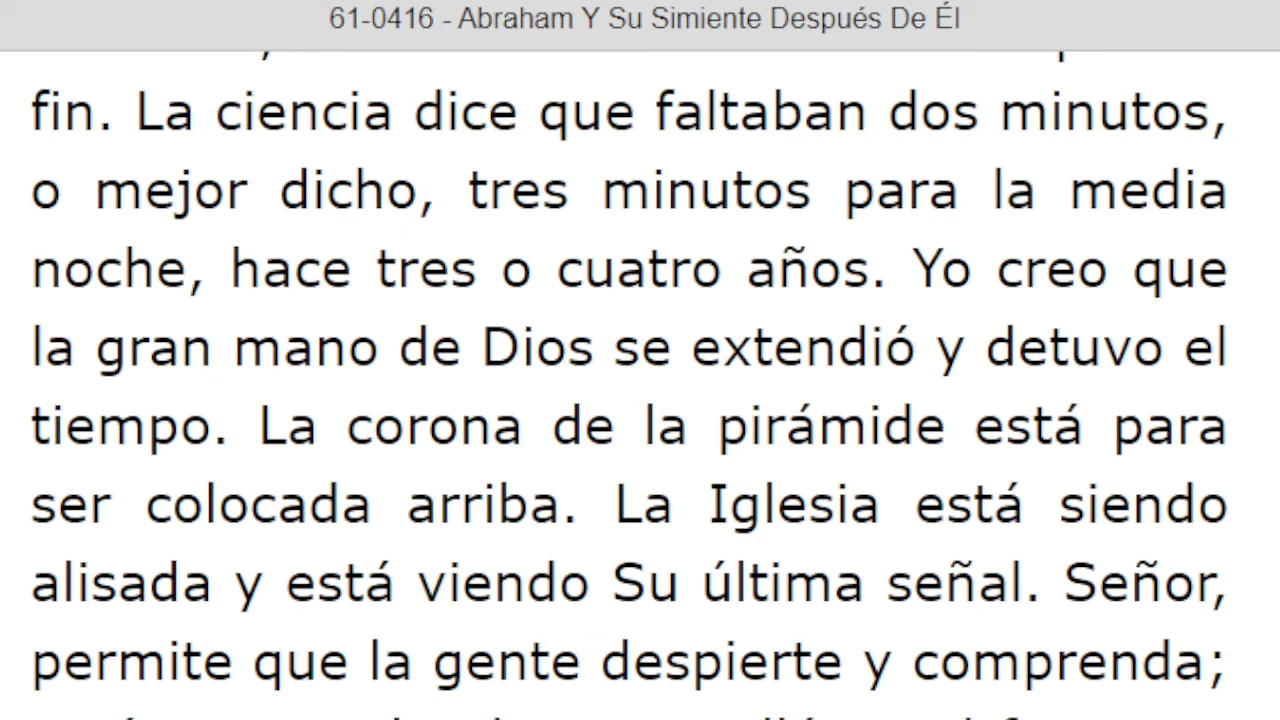 61-0416 - Abraham Y Su Simiente Después De Él
fin. La ciencia dice que faltaban dos minutos,
o mejor dicho, tres minutos para la media
noche, hace tres o cuatro años. Yo creo que
la gran mano de Dios se extendió y detuvo el
tiempo. La corona de la pirámide está para
ser colocada arriba. La Iglesia está siendo
alisada y está viendo Su última señal. Señor,
permite que la gente despierte y comprenda;